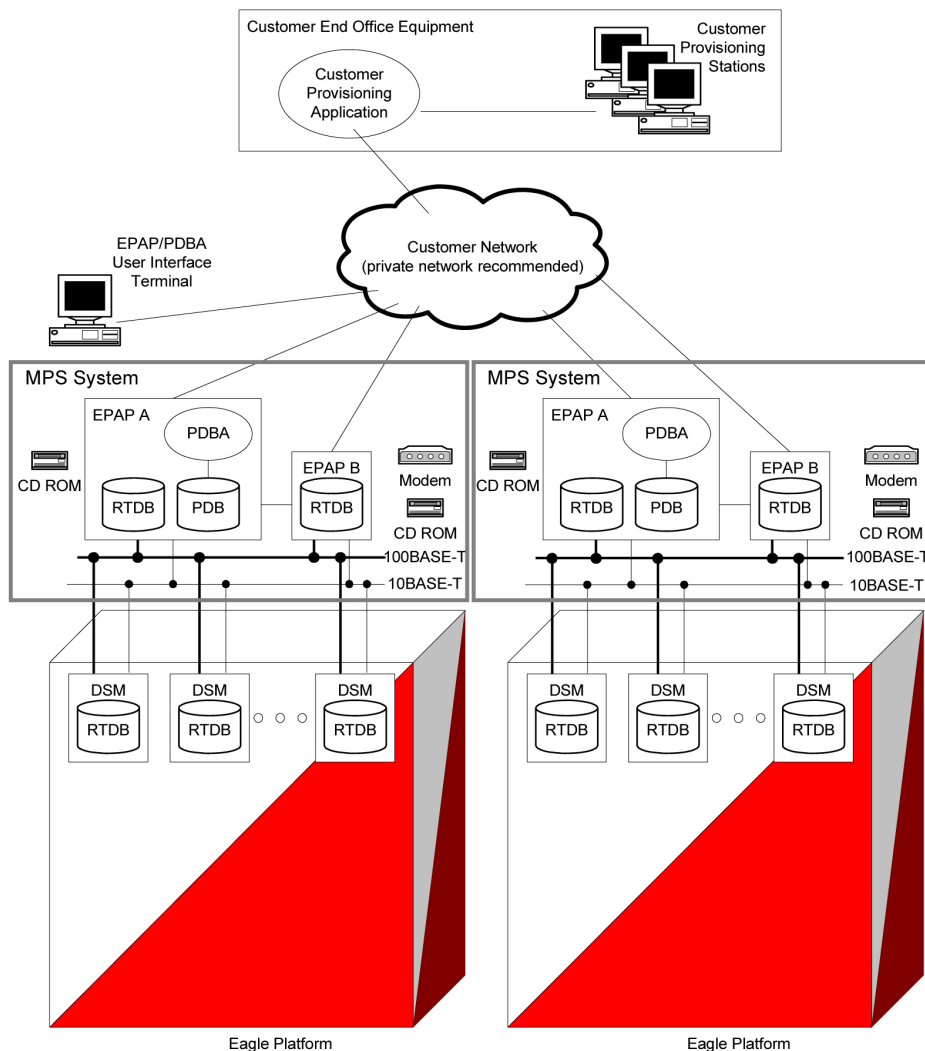 Customer End Office Equipment
Customer
Provisioning
Stations
Customer
Provisioning
Application
Customer Network
(private network recommended)
EPAP/PDBA
User Interface
Terminal
MPS System
EPAP A
PDBA
CD ROM
RTDB
PDB
EPAP B
RTDB
Modem
CD ROM
100BASE-T
10BASE-T
MPS System
EPAP A
PDBA
CD ROM
RTDB
PDB
EPAP B
RTDB
Modem
CD ROM
100BASE-T
10BASE-T
DSM
RTDB
DSM
RTDB
DSM
RTDB
Eagle Platform
DSM
RTDB
DSM
RTDB
DSM
RTDB
Eagle Platform